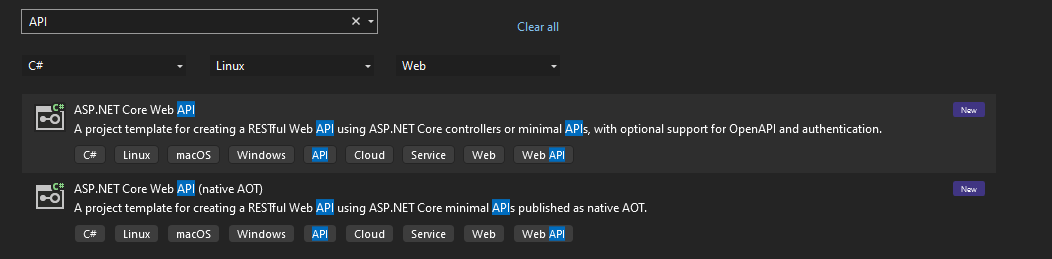 API
Clear all
C# Linux Web
ASP.NET Core Web API New
A project template for creating a RESTful Web API using ASP.NET Core controllers or minimal APIs, with optional support for OpenAPI and authentication.
C# Linux macOS Windows API Cloud Service Web Web API
ASP.NET Core Web API (native AOT) New
A project template for creating a RESTful Web API using ASP.NET Core minimal APIs published as native AOT.
C# Linux macOS Windows API Cloud Service Web Web API